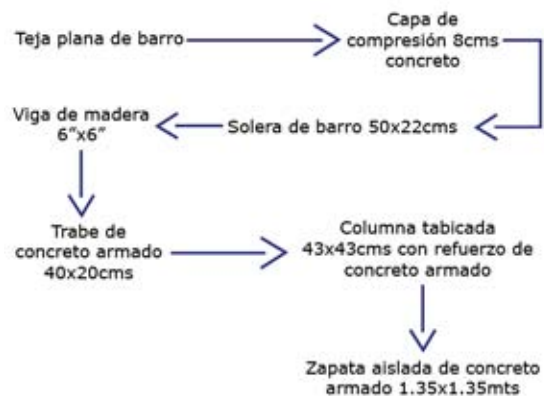 Teja plana de barro
Capa de
compresión 8cms
concreto
Solera de barro 50x22cms
Viga de madera
6"x6"
Trabe de
concreto armado
40x20cms
Columna tabicada
43x43cms con refuerzo de
concreto armado
Zapata aislada de concreto
armado 1.35x1.35mts